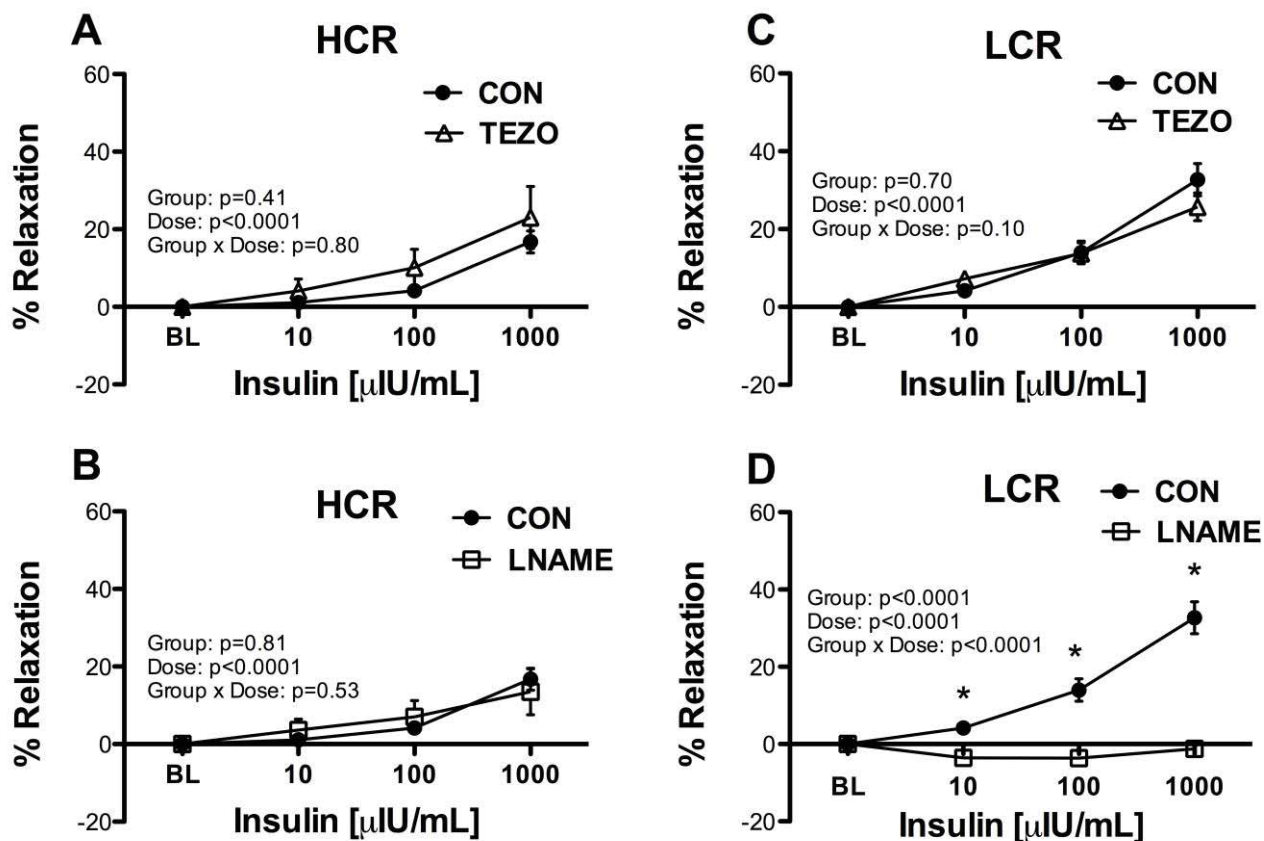 A
HCR
CON
TEZO
60
40
20
0
-20
% Relaxation
Group: p=0.41
Dose: p<0.0001
Group x Dose: p=0.80
BL 10 100 1000
Insulin [μIU/mL]
C
LCR
CON
TEZO
60
40
20
0
-20
% Relaxation
Group: p=0.70
Dose: p<0.0001
Group x Dose: p=0.10
BL 10 100 1000
Insulin [μIU/mL]
B
HCR
CON
LNAME
60
40
20
0
-20
% Relaxation
Group: p=0.81
Dose: p<0.0001
Group x Dose: p=0.53
BL 10 100 1000
Insulin [μIU/mL]
D
LCR
CON
LNAME
60
40
20
0
-20
% Relaxation
Group: p<0.0001
Dose: p<0.0001
Group x Dose: p<0.0001
*
*
*
BL 10 100 1000
Insulin [μIU/mL]